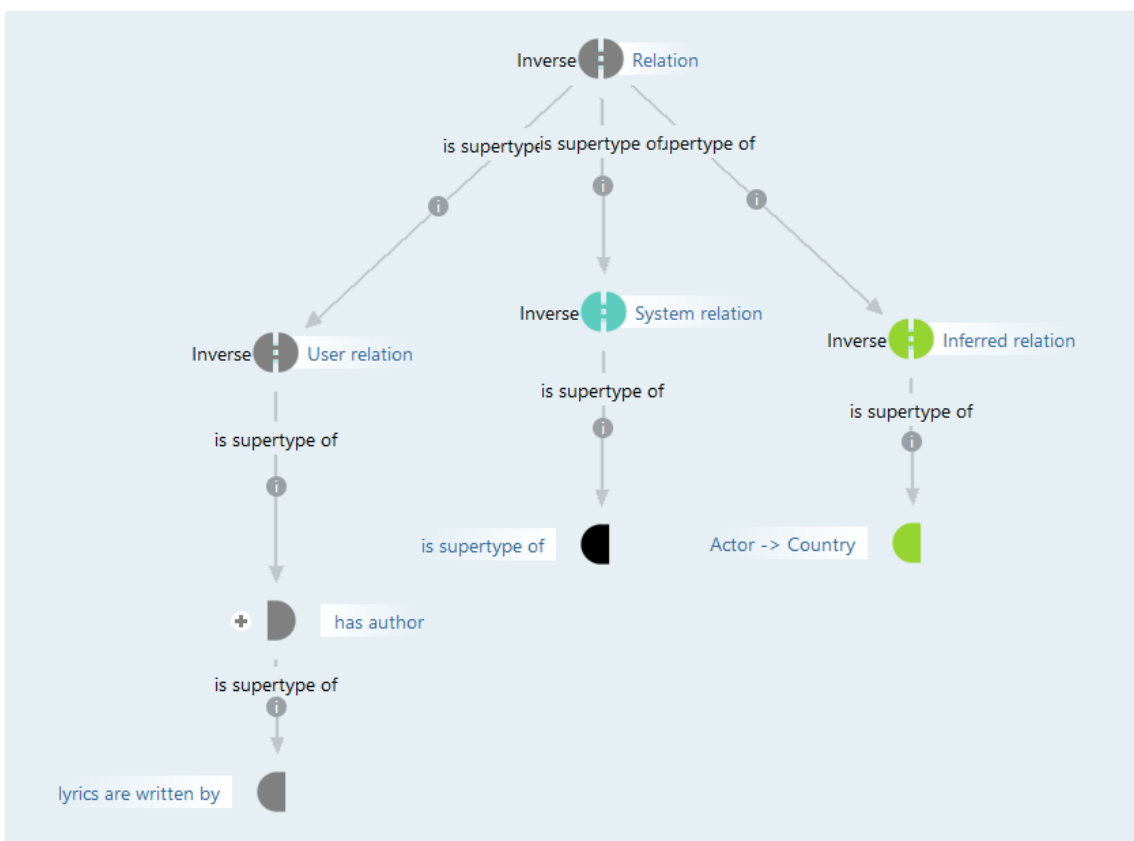 Inverse Relation
is supertype is supertype of pertype of
Inverse System relation
Inverse User relation
Inverse Inferred relation
is supertype of
is supertype of
is supertype of
is supertype of
Actor -> Country
has author
is supertype of
lyrics are written by